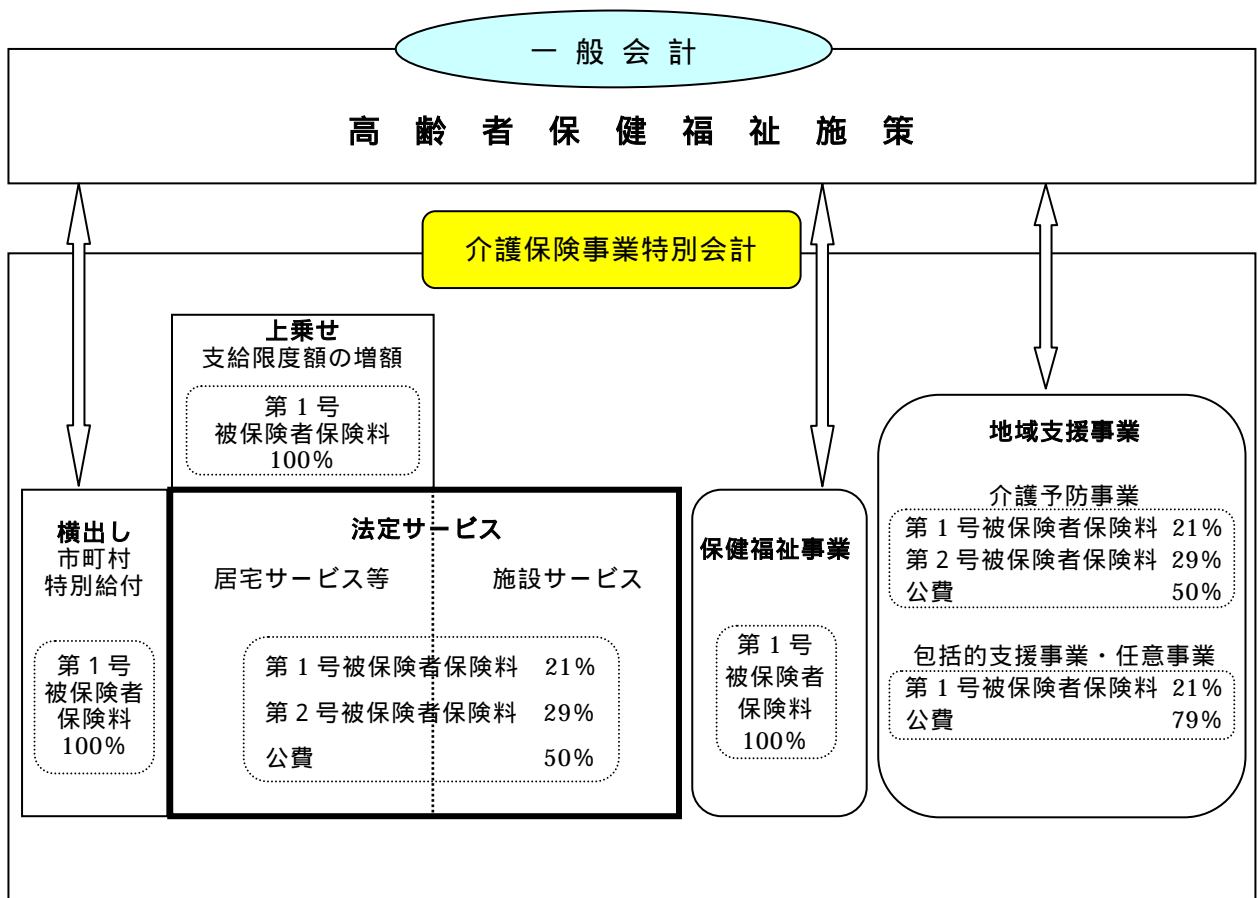 一般会計
高齢者保健福祉施策
介護保険事業特別会計
上乗せ
支給限度額の増額
第1号
被保険者保険料
100%
横出し
市町村
特別給付
第1号
被保険者
保険料
100%
法定サービス
居宅サービス等
施設サービス
第1号被保険者保険料 21%
第2号被保険者保険料 29%
公費 50%
保健福祉事業
第1号
被保険者
保険料
100%
地域支援事業
介護予防事業
第1号被保険者保険料 21%
第2号被保険者保険料 29%
公費 50%
包括的支援事業・任意事業
第1号被保険者保険料 21%
公費 79%